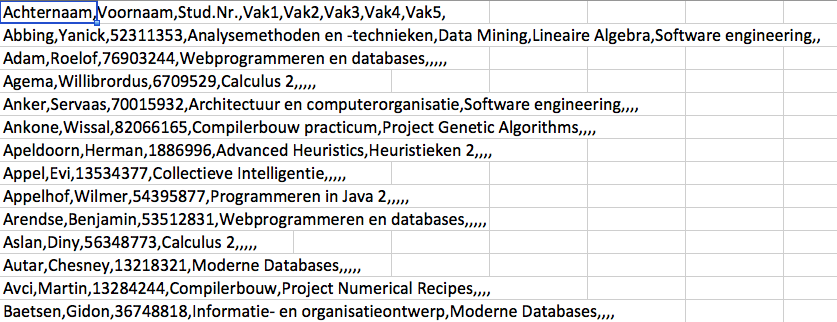 Achternaam,Voornaam,Stud.Nr.,Vak1,Vak2,Vak3,Vak4,Vak5,
Abbing,Yanick,52311353,Analysemethoden en -technieken,Data Mining,Lineaire Algebra,Software engineering,,
Adam,Roelof,76903244,Webprogrammeren en databases,,,,,
Agema,Willibrordus,6709529,Calculus 2,,,,,
Anker,Servaas,70015932,Architectuur en computerorganisatie,Software engineering,,,,
Ankone,Wissal,82066165,Compilerbouw practicum,Project Genetic Algorithms,,,,
Apeldoorn,Herman,1886996,Advanced Heuristics,Heuristieken 2,,,,
Appel,Evi,13534377,Collectieve Intelligentie,,,,,
Appelhof,Wilmer,54395877,Programmeren in Java 2,,,,,
Arendse,Benjamin,53512831,Webprogrammeren en databases,,,,,
Aslan,Diny,56348773,Calculus 2,,,,,
Autar,Chesney,13218321,Moderne Databases,,,,,
Avci,Martin,13284244,Compilerbouw,Project Numerical Recipes,,,,
Baetsen,Gidon,36748818,Informatie- en organisatieontwerp,Moderne Databases,,,,